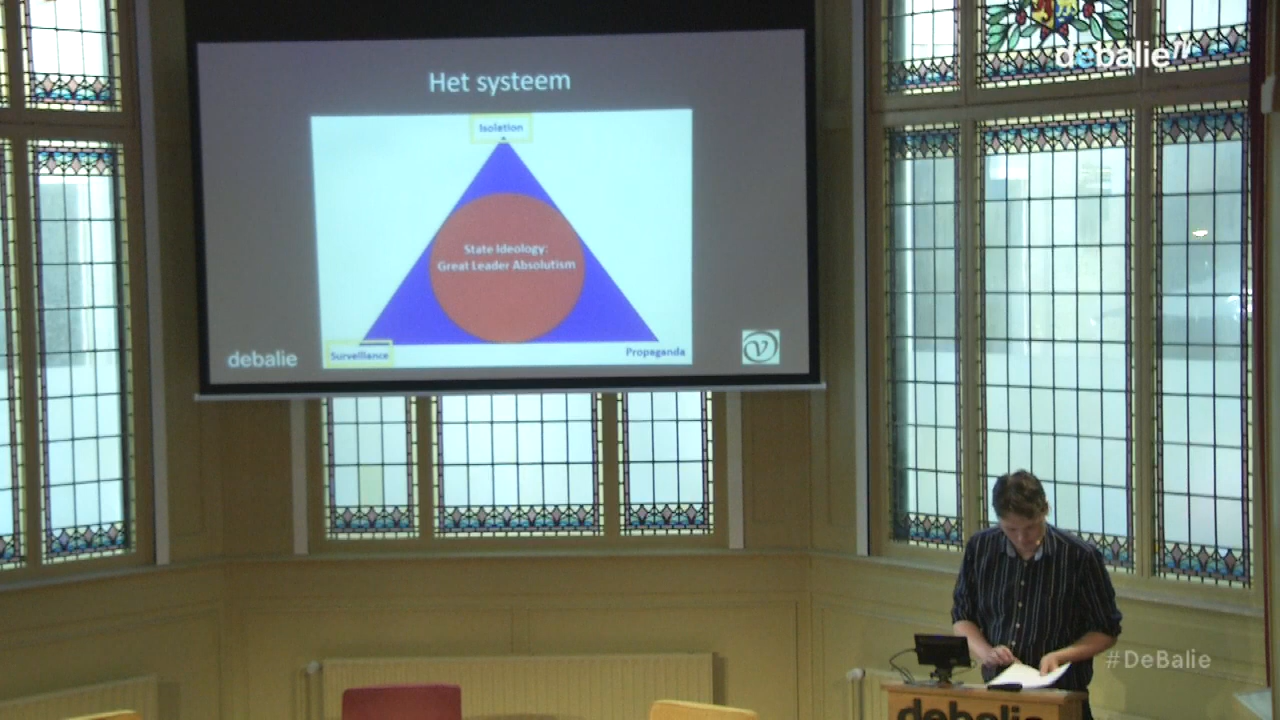 debalie
Het systeem
Isolation
State Ideology:
Great Leader Absolutism
debalie
Surveillance
Propaganda
V
#DeBalie
debalie